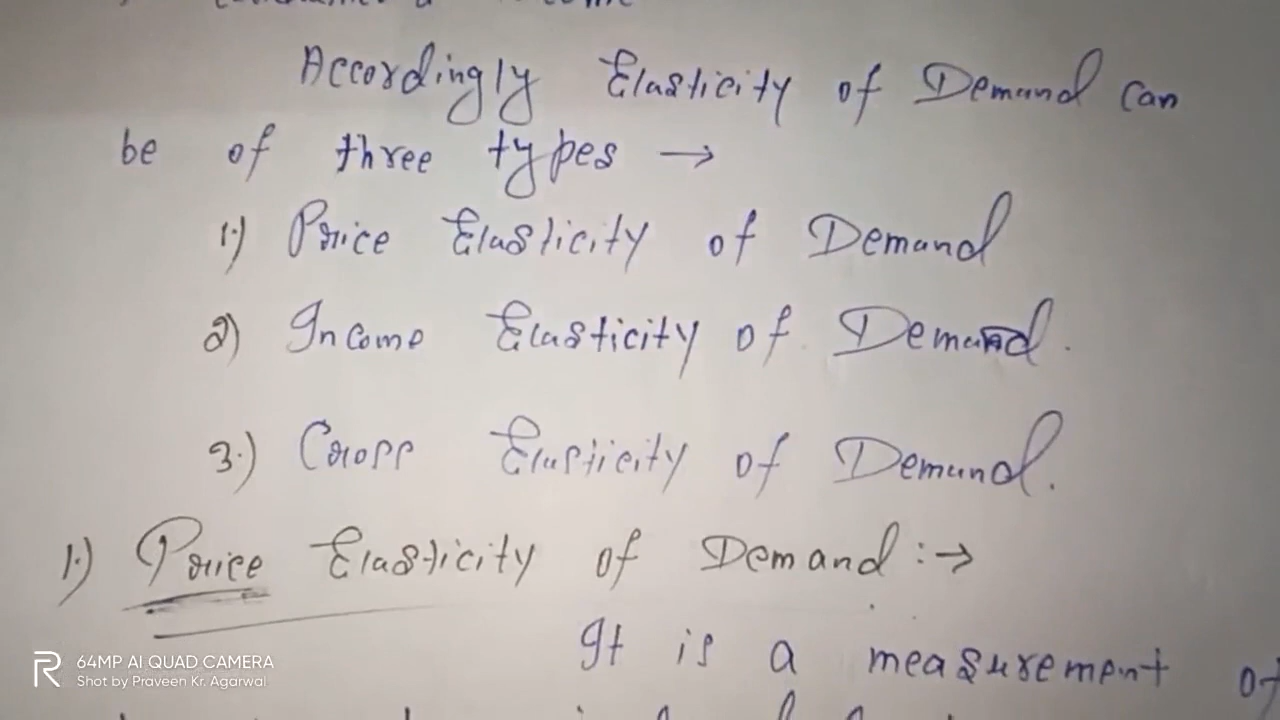 Accordingly Elasticity of Demand can
be of three types →
1.) Price Elasticity of Demand
2) Income Elasticity of Demand.
3.) Cross Elasticity of Demand.
1.) Price Elasticity of Demand :→
It is a measurement of
64MP AI QUAD CAMERA
Shot by Praveen Kr. Agarwal